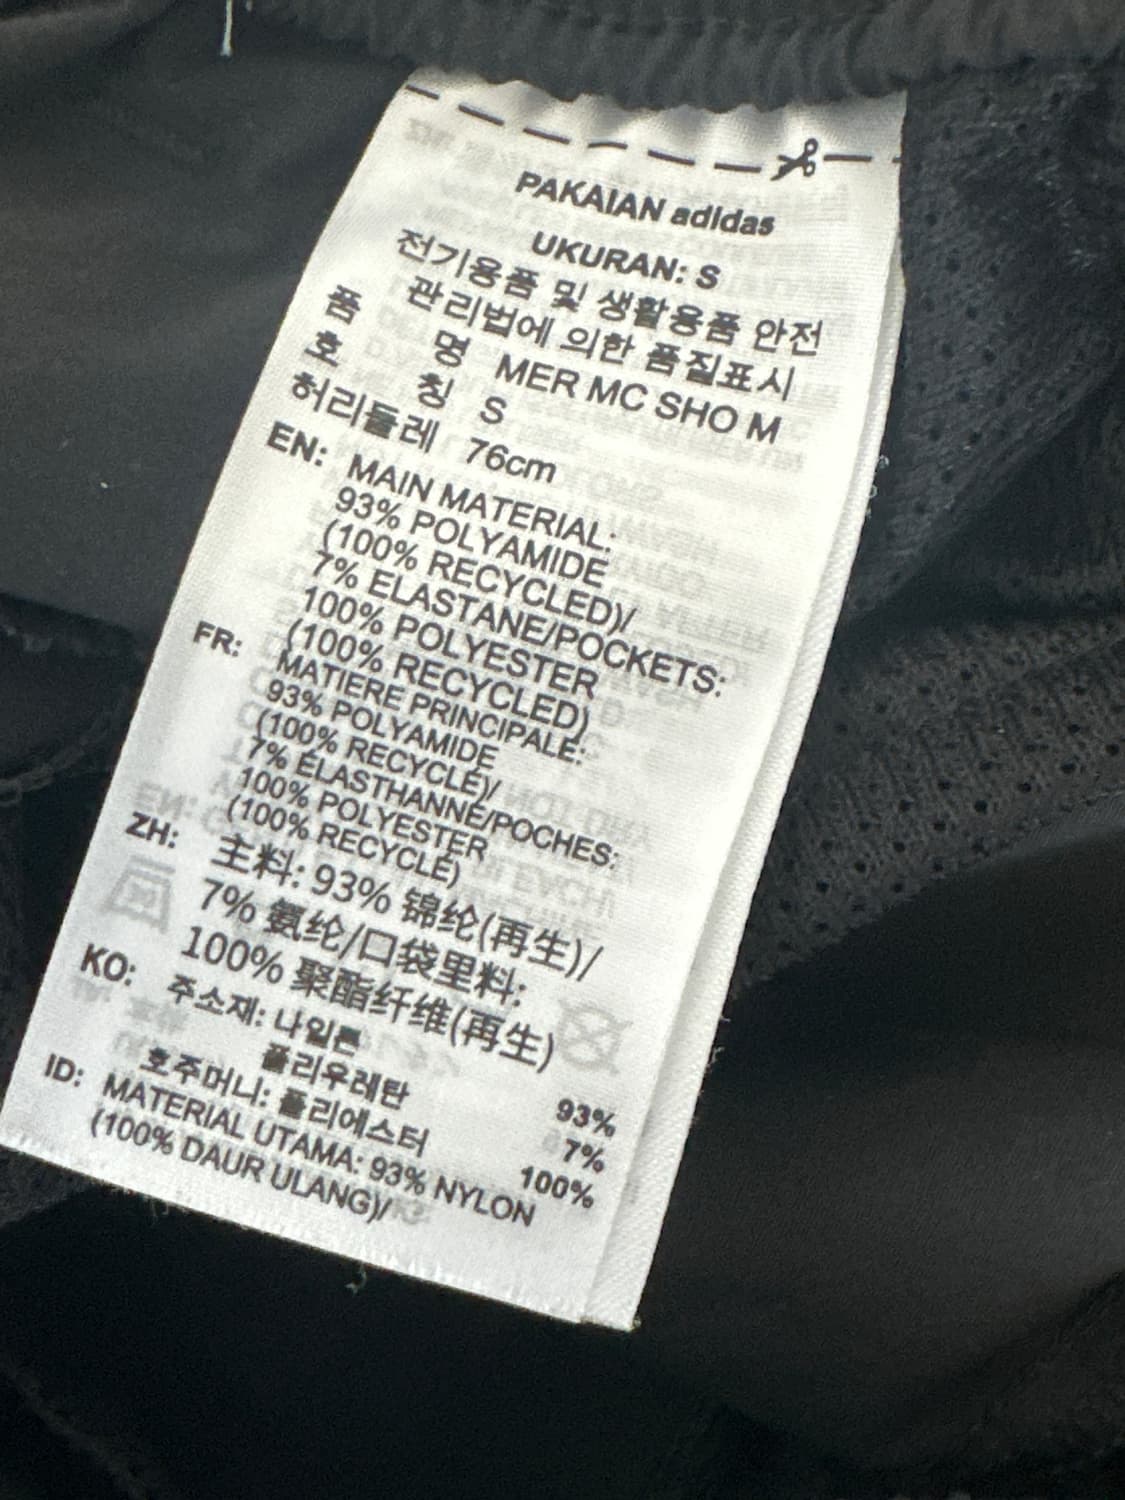 PAKAIAN adidas
UKURAN: S
전기용품 및 생활용품 안전
관리법에 의한 품질표시
품 명 MER MC SHO M
호 칭 S
허리둘레 76cm
EN: MAIN MATERIAL:
93% POLYAMIDE
(100% RECYCLED)/
7% ELASTANE/POCKETS:
100% POLYESTER
(100% RECYCLED)
FR: MATIERE PRINCIPALE:
93% POLYAMIDE
(100% RECYCLÉ)/
7% ÉLASTHANNE/POCHES:
100% POLYESTER
(100% RECYCLÉ)
ZH: 主料: 93% 锦纶(再生)/
7% 氨纶/口袋里料:
100% 聚酯纤维(再生)
KO: 주소재: 나일론 93%
폴리우레탄 7%
호주머니: 폴리에스터 100%
ID: MATERIAL UTAMA: 93% NYLON
(100% DAUR ULANG)/